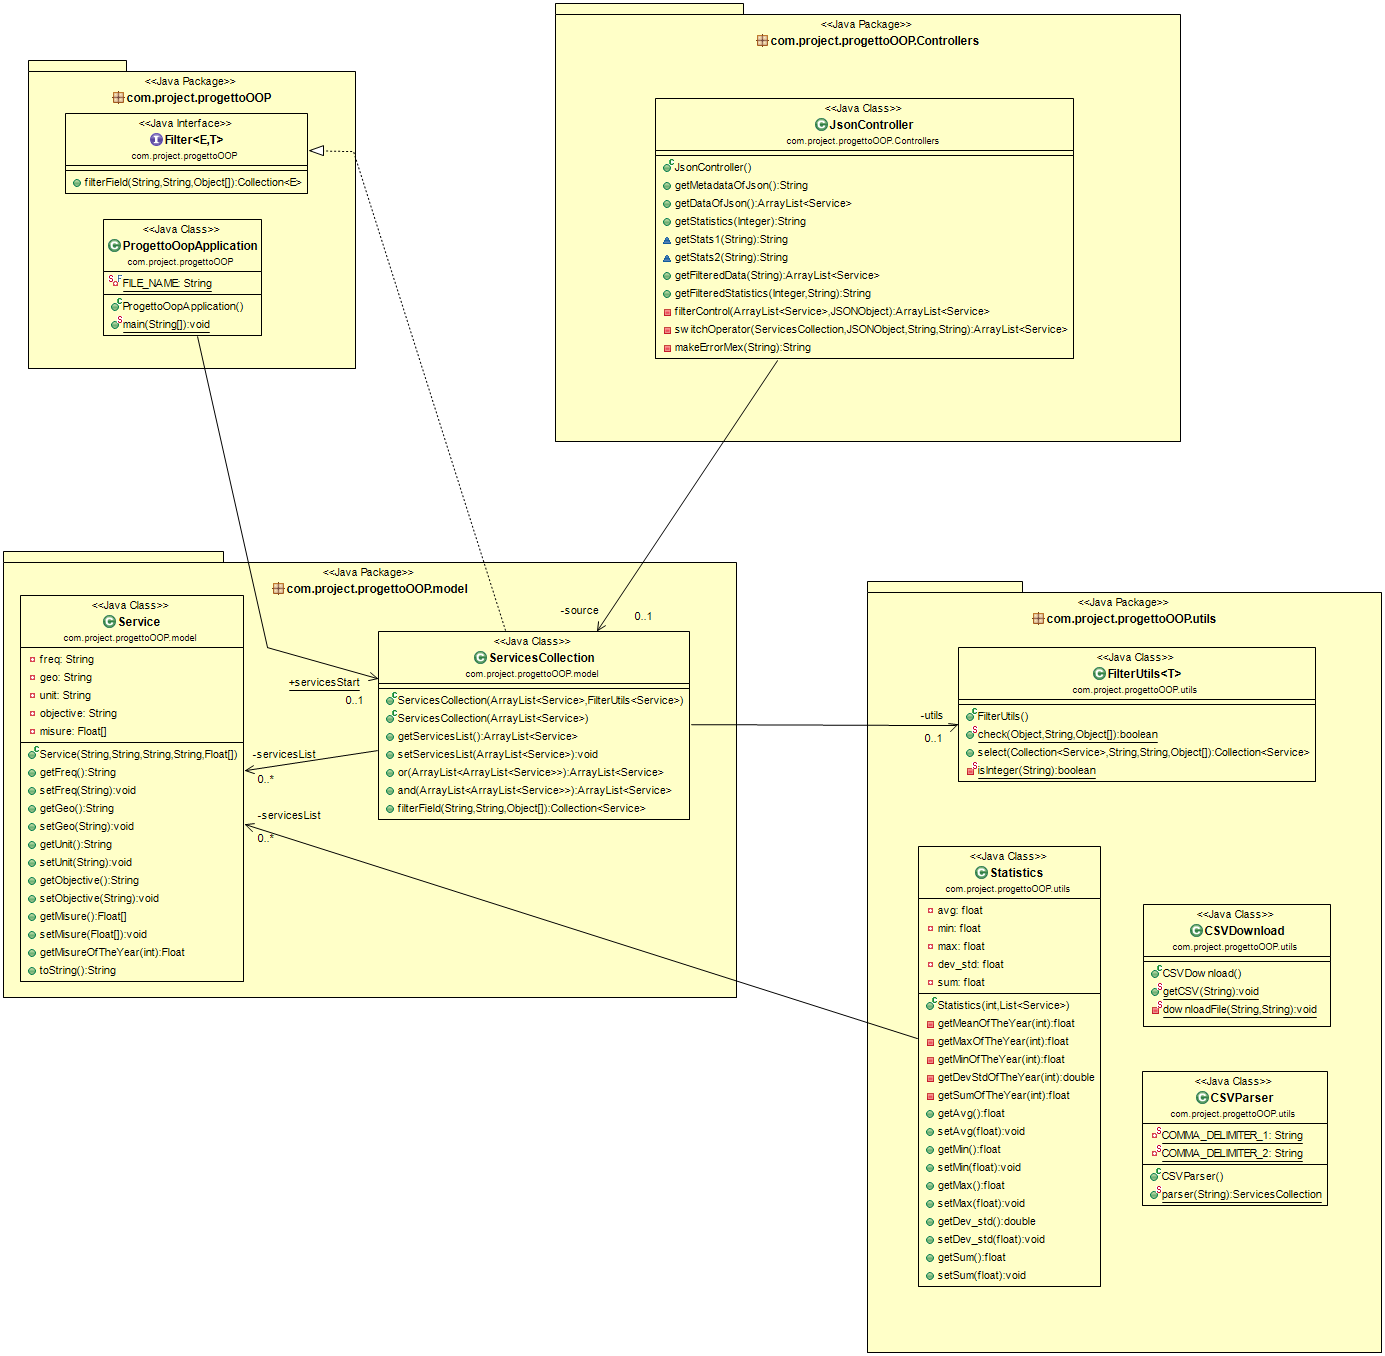 <<Java Package>>
com.project.progettoOOP
<<Java Interface>>
Filter<E,T>
com.project.progettoOOP
filterField(String,String,Object[]):Collection<E>
<<Java Class>>
ProgettoOopApplication
com.project.progettoOOP
FILE_NAME: String
ProgettoOopApplication()
main(String[]):void
<<Java Package>>
com.project.progettoOOP.Controllers
<<Java Class>>
JsonController
com.project.progettoOOP.Controllers
JsonController()
getMetadataOfJson():String
getDataOfJson():ArrayList<Service>
getStatistics(Integer):String
getStats1(String):String
getStats2(String):String
getFilteredData(String):ArrayList<Service>
getFilteredStatistics(Integer,String):String
filterControl(ArrayList<Service>,JSONObject):ArrayList<Service>
switchOperator(ServicesCollection,JSONObject,String,String):ArrayList<Service>
makeErrorMex(String):String
<<Java Package>>
com.project.progettoOOP.model
<<Java Class>>
Service
com.project.progettoOOP.model
freq: String
geo: String
unit: String
objective: String
misure: Float[]
Service(String,String,String,String,Float[])
getFreq():String
setFreq(String):void
getGeo():String
setGeo(String):void
getUnit():String
setUnit(String):void
getObjective():String
setObjective(String):void
getMisure():Float[]
setMisure(Float[]):void
getMisureOfTheYear(int):Float
toString():String
-source
0..1
+servicesStart
0..1
<<Java Class>>
ServicesCollection
com.project.progettoOOP.model
ServicesCollection(ArrayList<Service>,FilterUtils<Service>)
ServicesCollection(ArrayList<Service>)
getServicesList():ArrayList<Service>
setServicesList(ArrayList<Service>):void
or(ArrayList<ArrayList<Service>>):ArrayList<Service>
and(ArrayList<ArrayList<Service>>):ArrayList<Service>
filterField(String,String,Object[]):Collection<Service>
-servicesList
0..*
-servicesList
0..*
-utils
0..1
<<Java Package>>
com.project.progettoOOP.utils
<<Java Class>>
FilterUtils<T>
com.project.progettoOOP.utils
FilterUtils()
check(Object,String,Object[]):boolean
select(Collection<Service>,String,String,Object[]):Collection<Service>
isInteger(String):boolean
<<Java Class>>
Statistics
com.project.progettoOOP.utils
avg: float
min: float
max: float
dev_std: float
sum: float
Statistics(int,List<Service>)
getMeanOfTheYear(int):float
getMaxOfTheYear(int):float
getMinOfTheYear(int):float
getDevStdOfTheYear(int):double
getSumOfTheYear(int):float
getAvg():float
setAvg(float):void
getMin():float
setMin(float):void
getMax():float
setMax(float):void
getDev_std():double
setDev_std(float):void
getSum():float
setSum(float):void
<<Java Class>>
CSVDownload
com.project.progettoOOP.utils
CSVDownload()
getCSV(String):void
downloadFile(String,String):void
<<Java Class>>
CSVParser
com.project.progettoOOP.utils
COMMA_DELIMITER_1: String
COMMA_DELIMITER_2: String
CSVParser()
parser(String):ServicesCollection